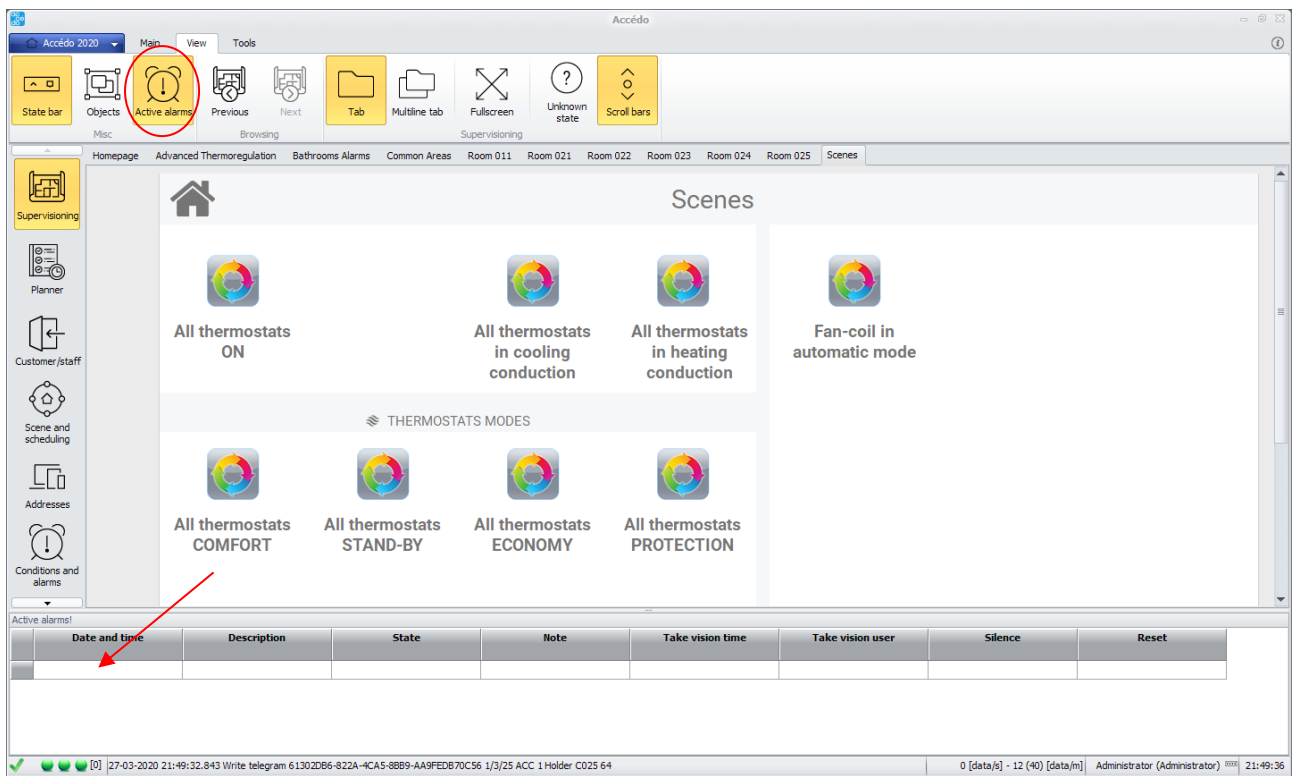 Accédo
Accédo 2020 Main View Tools
State bar Objects Active alarms Previous Next Tab Multiline tab Fullscreen Unknown state Scroll bars
Misc Browsing Supervisioning
Homepage Advanced Thermoregulation Bathrooms Alarms Common Areas Room 011 Room 021 Room 022 Room 023 Room 024 Room 025 Scenes
Supervisioning
Planner
Customer/staff
Scene and
scheduling
Addresses
Conditions and
alarms
Scenes
All thermostats
ON
All thermostats
in cooling
conduction
All thermostats
in heating
conduction
Fan-coil in
automatic mode
THERMOSTATS MODES
All thermostats
COMFORT
All thermostats
STAND-BY
All thermostats
ECONOMY
All thermostats
PROTECTION
Active alarms!
Date and time Description State Note Take vision time Take vision user Silence Reset
[0] 27-03-2020 21:49:32.843 Write telegram 61302DB6-822A-4CA5-8BB9-AA9FEDB70C56 1/3/25 ACC 1 Holder C025 64 0 [data/s] - 12 (40) [data/m] Administrator (Administrator) 21:49:36